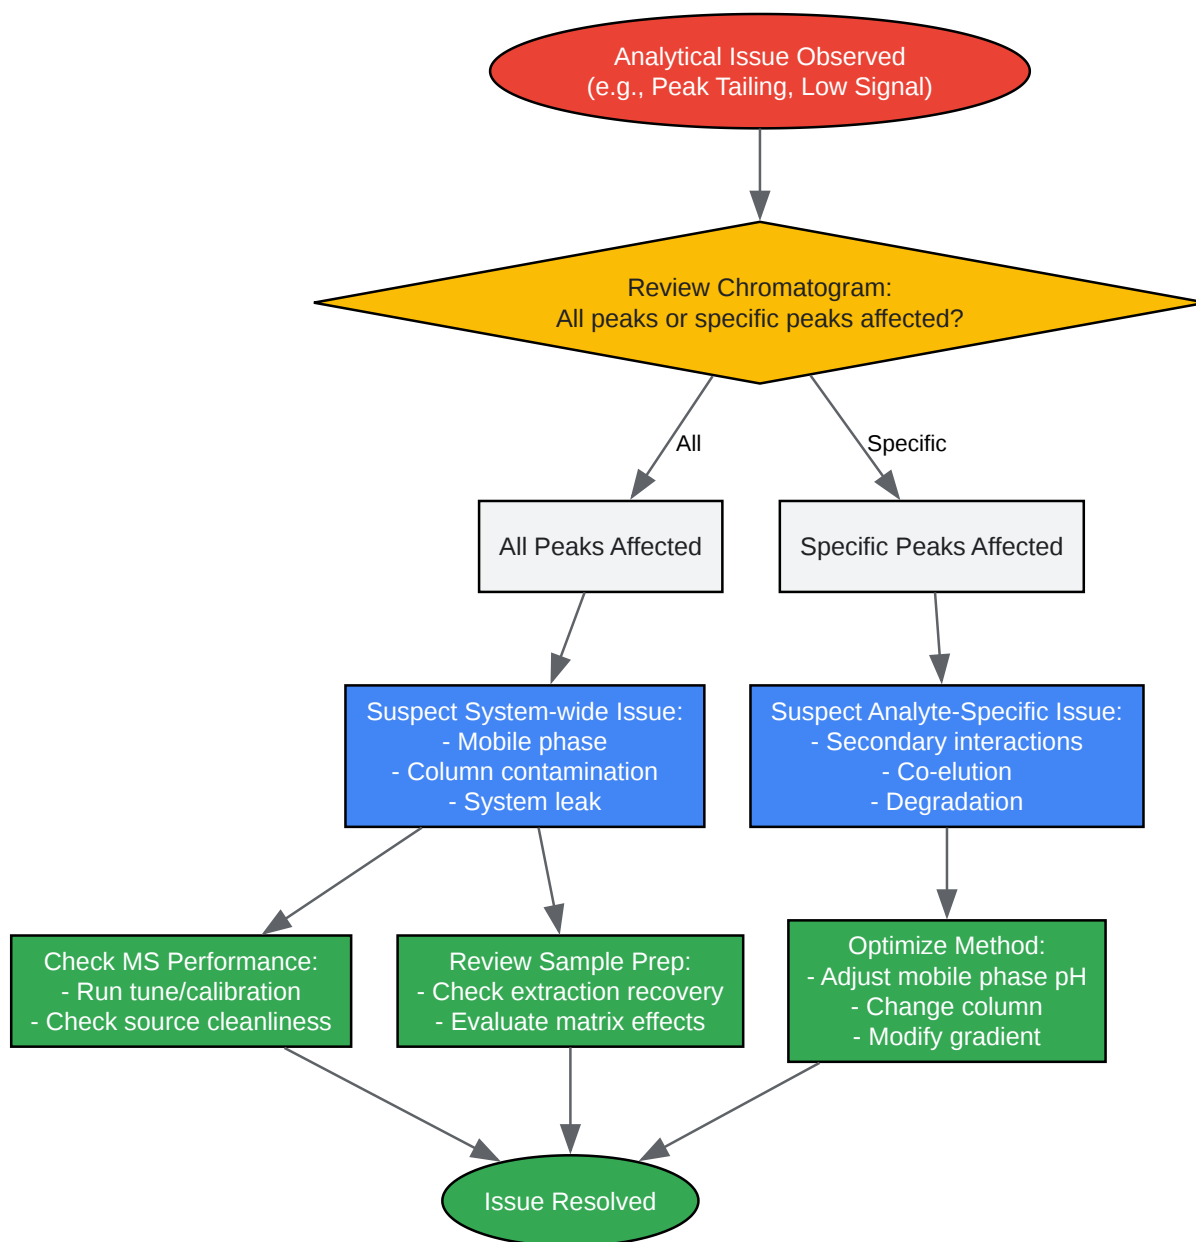 Analytical Issue Observed
(e.g., Peak Tailing, Low Signal)
Review Chromatogram:
All peaks or specific peaks affected?
All
Specific
All Peaks Affected
Specific Peaks Affected
Suspect System-wide Issue:
- Mobile phase
- Column contamination
- System leak
Suspect Analyte-Specific Issue:
- Secondary interactions
- Co-elution
- Degradation
Check MS Performance:
- Run tune/calibration
- Check source cleanliness
Review Sample Prep:
- Check extraction recovery
- Evaluate matrix effects
Optimize Method:
- Adjust mobile phase pH
- Change column
- Modify gradient
Issue Resolved